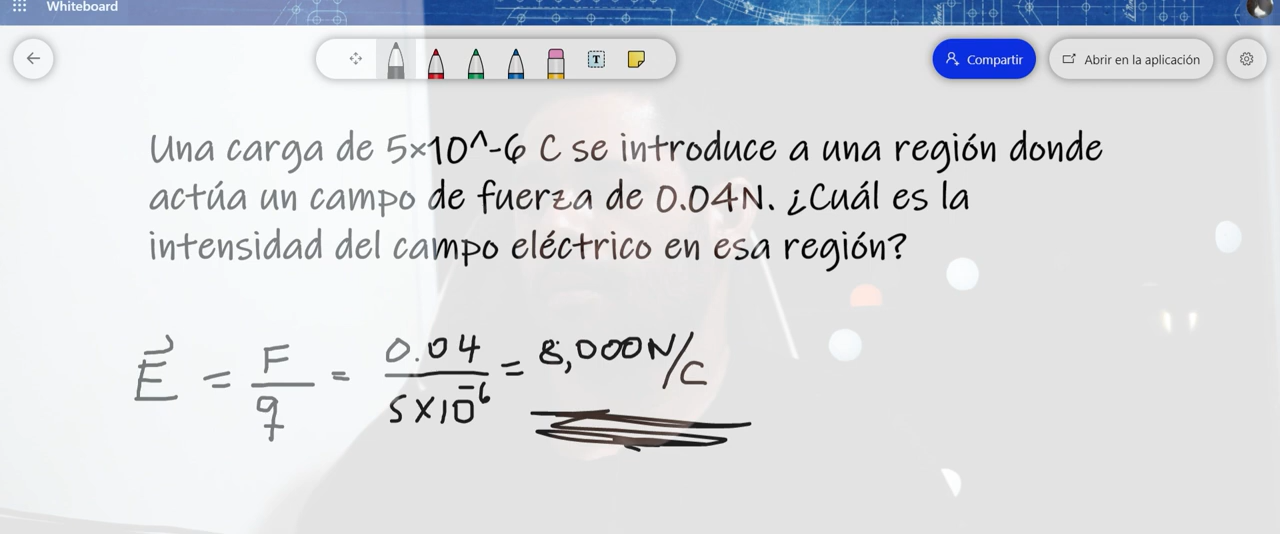 Whiteboard
Compartir
Abrir en la aplicación
T
Una carga de 5×10^-6 C se introduce a una región donde
actúa un campo de fuerza de 0.04N. ¿Cuál es la
intensidad del campo eléctrico en esa región?
E⃗ = F/q = 0.04/5×10⁻⁶ = 8,000N/C